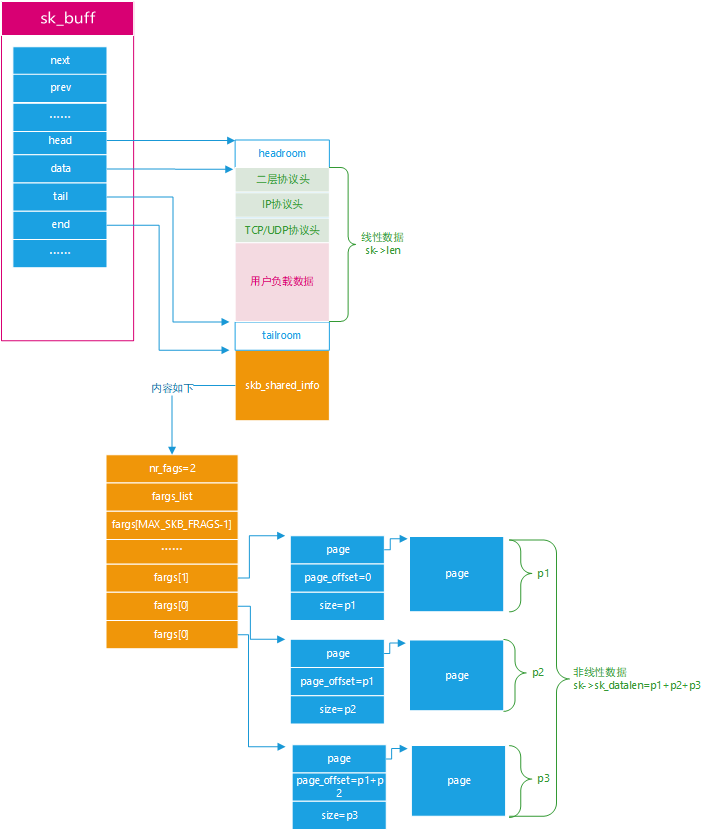 sk_buff
next
prev
……
head
data
tail
end
……
headroom
二层协议头
IP协议头
TCP/UDP协议头
用户负载数据
tailroom
skb_shared_info
线性数据
sk->len
内容如下
nr_fags=2
fargs_list
fargs[MAX_SKB_FRAGS-1]
……
fargs[1]
fargs[0]
fargs[0]
page
page_offset=0
size=p1
page
p1
page
page_offset=p1
size=p2
page
p2
page
page_offset=p1+p
2
size=p3
page
p3
非线性数据
sk->sk_datalen=p1+p2+p3